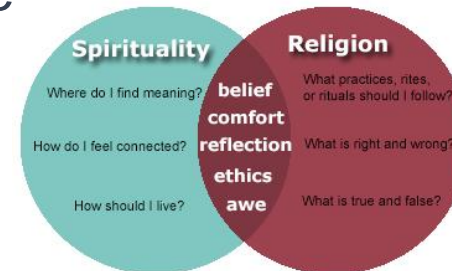 Spirituality
Where do I find meaning?
How do I feel connected?
How should I live?
belief
comfort
reflection
ethics
awe
Religion
What practices, rites,
or rituals should I follow?
What is right and wrong?
What is true and false?